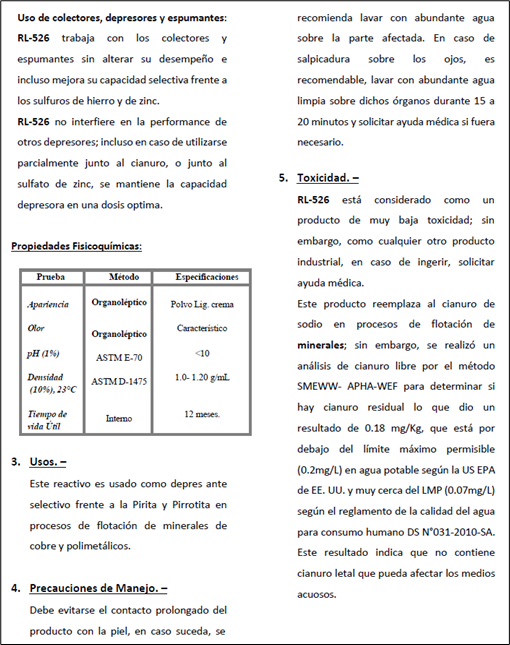 Uso de colectores, depresores y espumantes:
RL-526 trabaja con los colectores y
espumantes sin alterar su desempeño e
incluso mejora su capacidad selectiva frente a
los sulfuros de hierro y de zinc.
RL-526 no interfiere en la performance de
otros depresores; incluso en caso de utilizarse
parcialmente junto al cianuro, o junto al
sulfato de zinc, se mantiene la capacidad
depresora en una dosis optima.
Propiedades Fisicoquímicas:
Prueba Método Especificaciones
Apariencia Organoléptico Polvo Lig. crema
Olor Organoléptico Característico
pH (1%) ASTM E-70 <10
Densidad (10%), 23°C ASTM D-1475 1.0- 1.20 g/mL
Tiempo de vida Útil Interno 12 meses.
3. Usos. –
Este reactivo es usado como depres ante
selectivo frente a la Pirita y Pirrotita en
procesos de flotación de minerales de
cobre y polimetálicos.
4. Precauciones de Manejo. –
Debe evitarse el contacto prolongado del
producto con la piel, en caso suceda, se
recomienda lavar con abundante agua
sobre la parte afectada. En caso de
salpicadura sobre los ojos, es
recomendable, lavar con abundante agua
limpia sobre dichos órganos durante 15 a
20 minutos y solicitar ayuda médica si fuera
necesario.
5. Toxicidad. –
RL-526 está considerado como un
producto de muy baja toxicidad; sin
embargo, como cualquier otro producto
industrial, en caso de ingerir, solicitar
ayuda médica.
Este producto reemplaza al cianuro de
sodio en procesos de flotación de
minerales; sin embargo, se realizó un
análisis de cianuro libre por el método
SMEWW- APHA-WEF para determinar si
hay cianuro residual lo que dio un
resultado de 0.18 mg/Kg, que está por
debajo del límite máximo permisible
(0.2mg/L) en agua potable según la US EPA
de EE. UU. y muy cerca del LMP (0.07mg/L)
según el reglamento de la calidad del agua
para consumo humano DS N°031-2010-SA.
Este resultado indica que no contiene
cianuro letal que pueda afectar los medios
acuosos.